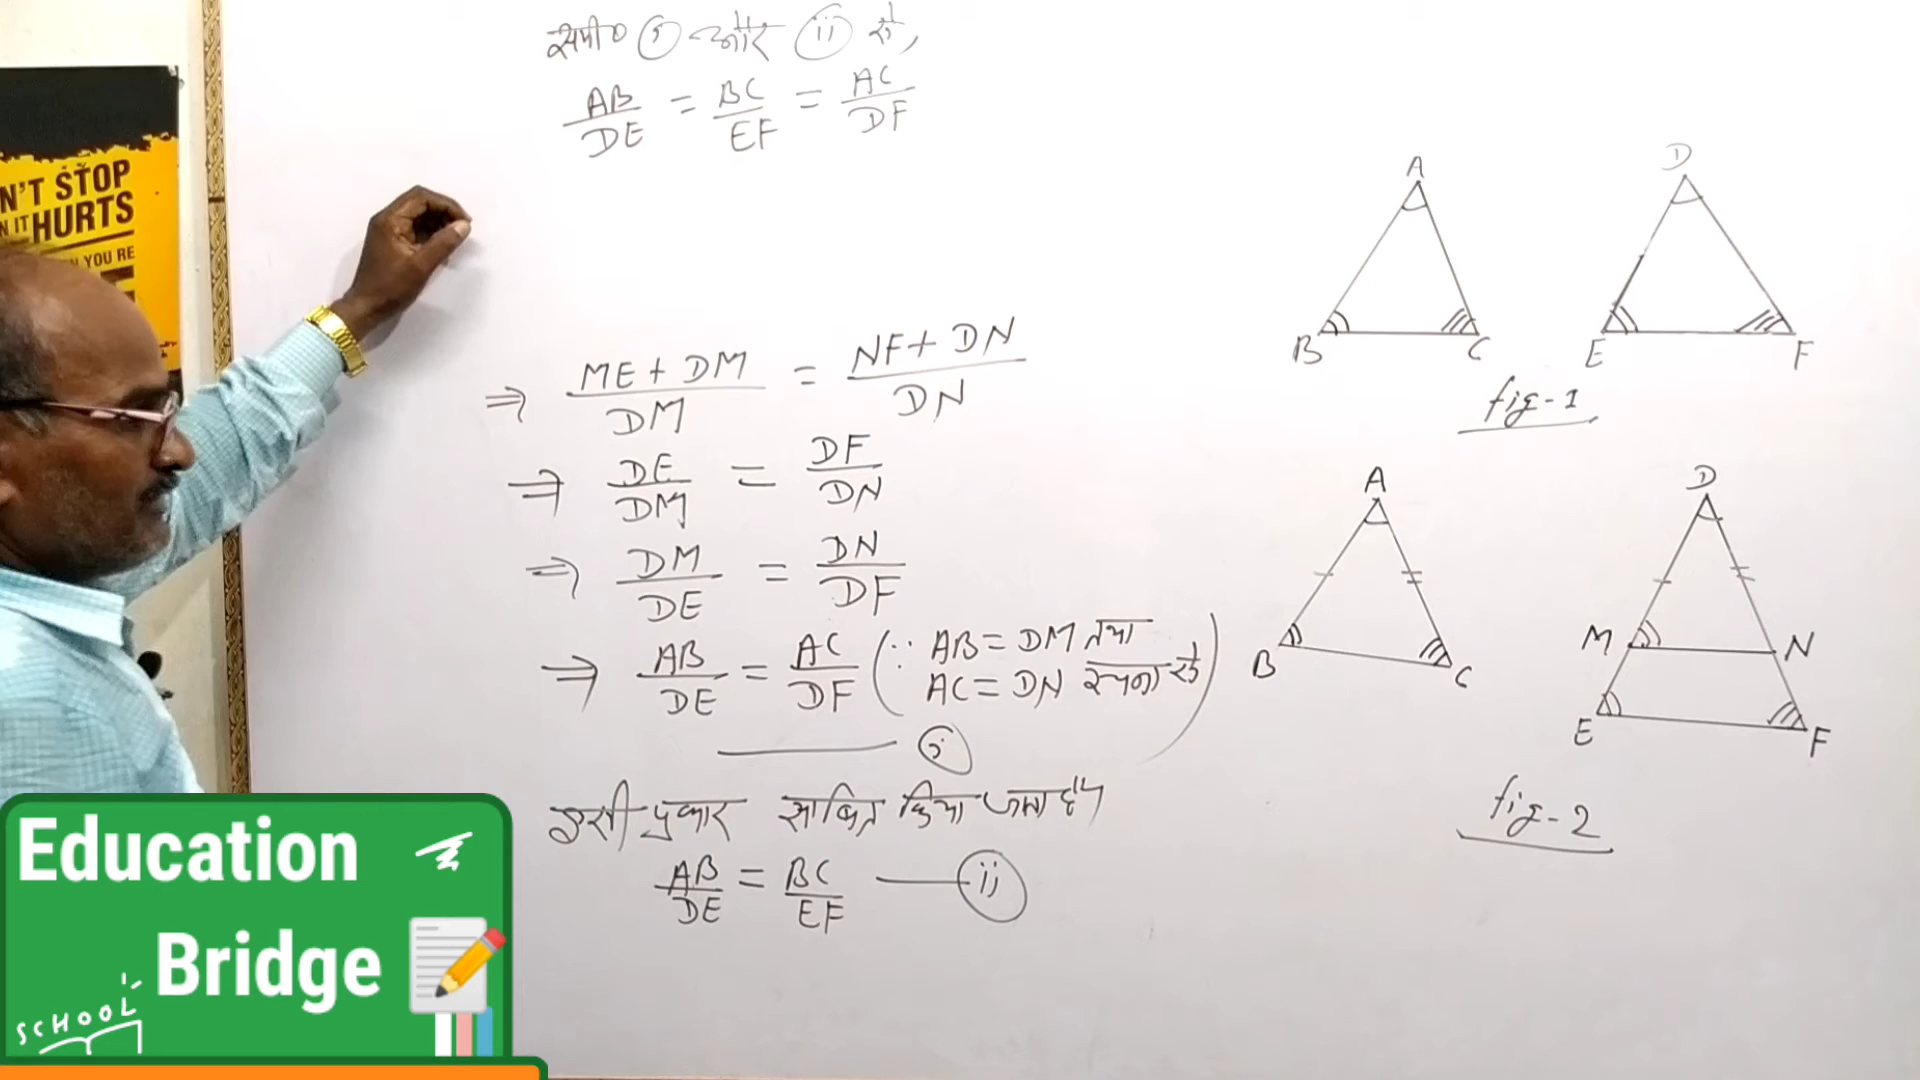 समी० (i) और (ii) से,
AB/DE = BC/EF = AC/DF
⇒ ME + DM/DM = NF + DN/DN
⇒ DE/DM = DF/DN
⇒ DM/DE = DN/DF
⇒ AB/DE = AC/DF (∵ AB = DM तथा
AC = DN रचना से)
(i)
इसी प्रकार साबित किया जाता है,
AB/DE = BC/EF — (ii)
A
B C
D
E F
fig-1
A
B C
D
M N
E F
fig-2
N'T STOP
N IT HURTS
YOU RE
Education
Bridge
SCHOOL